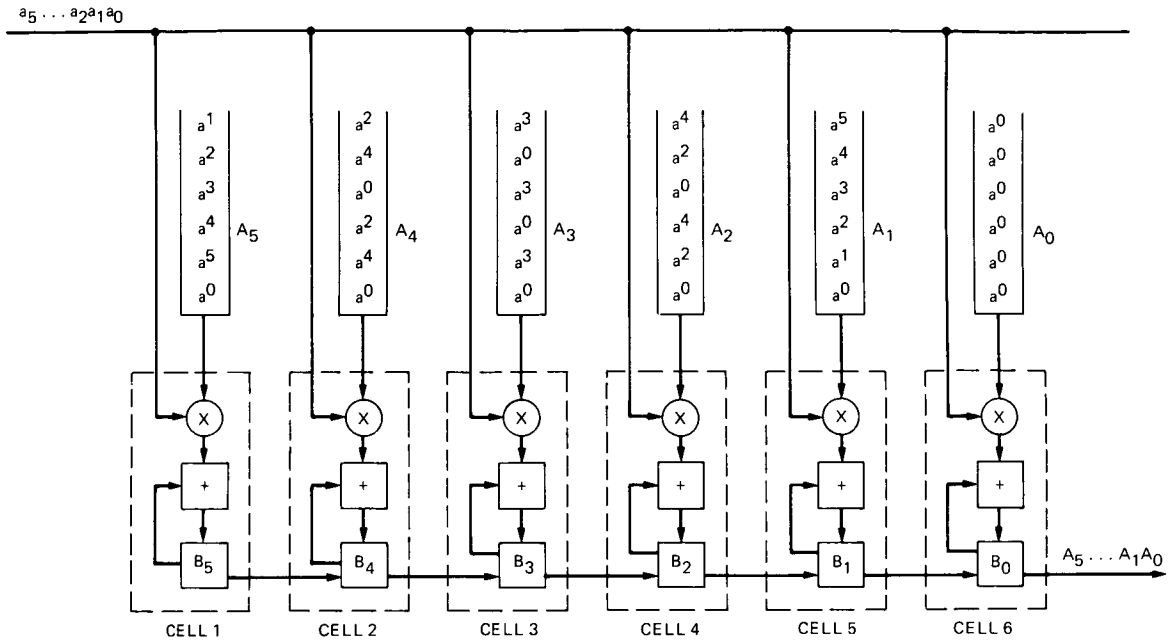 a₅ . . . a₂a₁a₀
a¹ a² a³ a⁴ a⁵ a⁰
a² a⁴ a⁰ a² a⁴ a⁰
a³ a⁰ a⁰ a⁰ a³ a⁰
a⁴ a² a⁰ a⁴ a² a⁰
A₅ A₄ A₃ A₂ A₁ A₀
a⁵ a⁴ a³ a² a¹ a⁰
a⁰ a⁰ a⁰ a⁰ a⁰ a⁰
X X X X X X
+ + + + + +
B₅ B₄ B₃ B₂ B₁ B₀
A₅ . . . A₁A₀
CELL 1 CELL 2 CELL 3 CELL 4 CELL 5 CELL 6